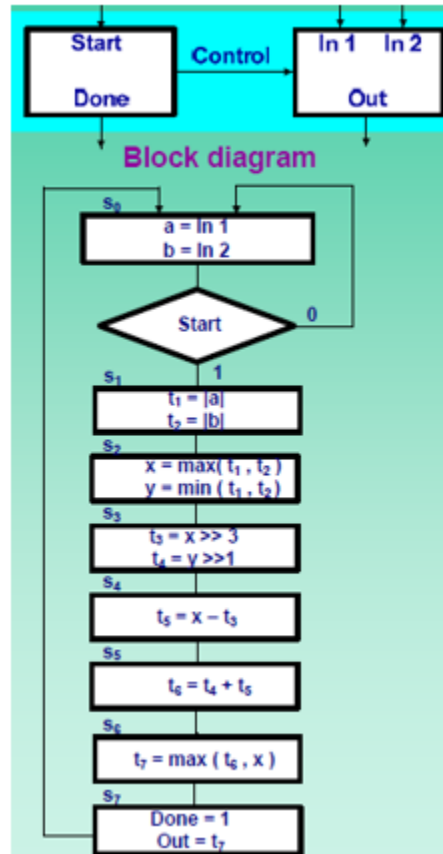 Start
Done
Control
In 1 In 2
Out
Block diagram
s₀
a = In 1
b = In 2
Start
0
1
s₁
t₁ = |a|
t₂ = |b|
s₂
x = max( t₁ , t₂ )
y = min ( t₁ , t₂ )
s₃
t₃ = x >> 3
t₄ = y >>1
s₄
t₅ = x – t₃
s₅
t₆ = t₄ + t₅
s₆
t₇ = max ( t₆ , x )
s₇
Done = 1
Out = t₇